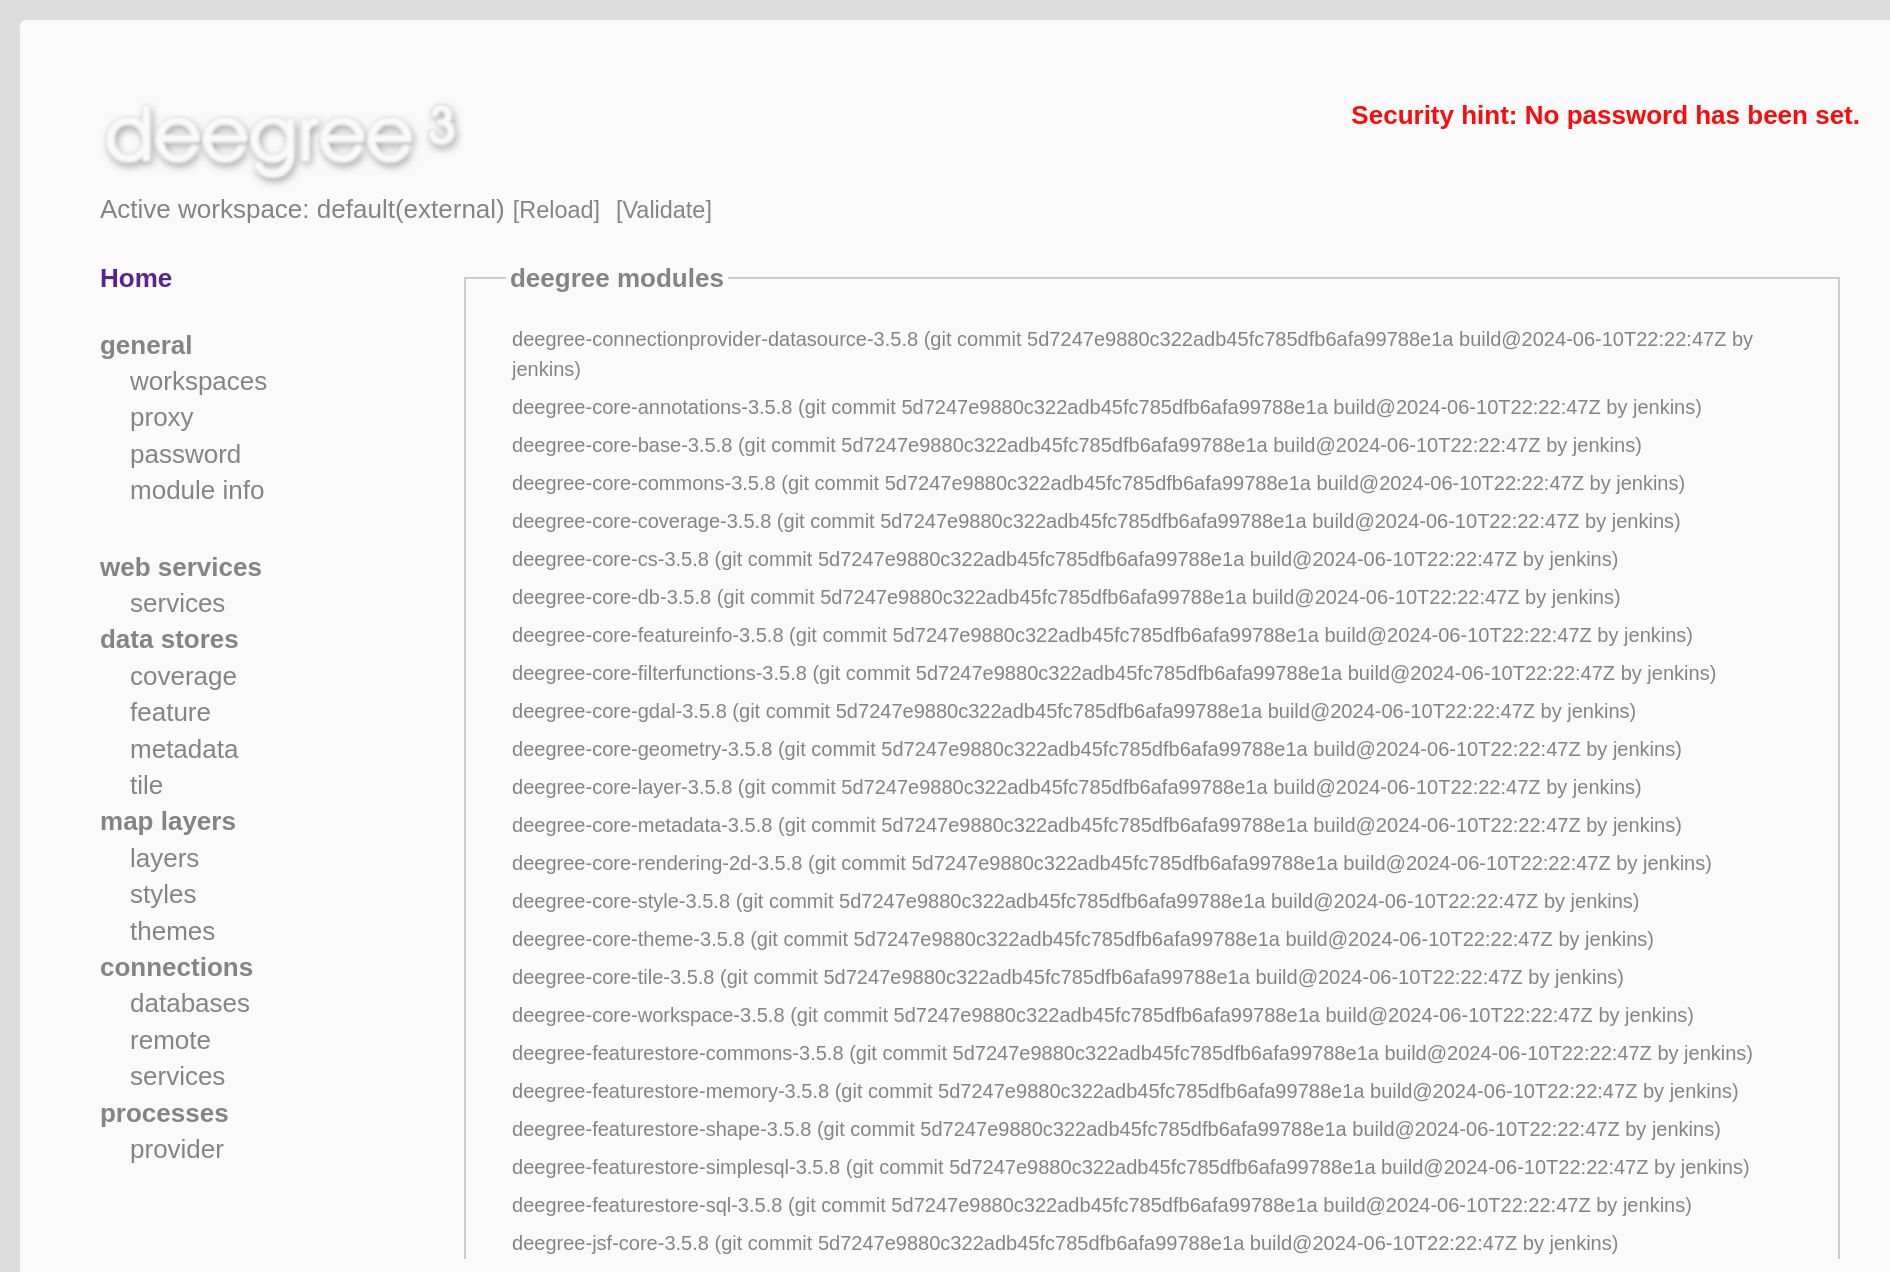 deegree 3
Security hint: No password has been set.
Active workspace: default(external) [Reload] [Validate]
Home
general
workspaces
proxy
password
module info
web services
services
data stores
coverage
feature
metadata
tile
map layers
layers
styles
themes
connections
databases
remote
services
processes
provider
deegree modules
deegree-connectionprovider-datasource-3.5.8 (git commit 5d7247e9880c322adb45fc785dfb6afa99788e1a build@2024-06-10T22:22:47Z by
jenkins)
deegree-core-annotations-3.5.8 (git commit 5d7247e9880c322adb45fc785dfb6afa99788e1a build@2024-06-10T22:22:47Z by jenkins)
deegree-core-base-3.5.8 (git commit 5d7247e9880c322adb45fc785dfb6afa99788e1a build@2024-06-10T22:22:47Z by jenkins)
deegree-core-commons-3.5.8 (git commit 5d7247e9880c322adb45fc785dfb6afa99788e1a build@2024-06-10T22:22:47Z by jenkins)
deegree-core-coverage-3.5.8 (git commit 5d7247e9880c322adb45fc785dfb6afa99788e1a build@2024-06-10T22:22:47Z by jenkins)
deegree-core-cs-3.5.8 (git commit 5d7247e9880c322adb45fc785dfb6afa99788e1a build@2024-06-10T22:22:47Z by jenkins)
deegree-core-db-3.5.8 (git commit 5d7247e9880c322adb45fc785dfb6afa99788e1a build@2024-06-10T22:22:47Z by jenkins)
deegree-core-featureinfo-3.5.8 (git commit 5d7247e9880c322adb45fc785dfb6afa99788e1a build@2024-06-10T22:22:47Z by jenkins)
deegree-core-filterfunctions-3.5.8 (git commit 5d7247e9880c322adb45fc785dfb6afa99788e1a build@2024-06-10T22:22:47Z by jenkins)
deegree-core-gdal-3.5.8 (git commit 5d7247e9880c322adb45fc785dfb6afa99788e1a build@2024-06-10T22:22:47Z by jenkins)
deegree-core-geometry-3.5.8 (git commit 5d7247e9880c322adb45fc785dfb6afa99788e1a build@2024-06-10T22:22:47Z by jenkins)
deegree-core-layer-3.5.8 (git commit 5d7247e9880c322adb45fc785dfb6afa99788e1a build@2024-06-10T22:22:47Z by jenkins)
deegree-core-metadata-3.5.8 (git commit 5d7247e9880c322adb45fc785dfb6afa99788e1a build@2024-06-10T22:22:47Z by jenkins)
deegree-core-rendering-2d-3.5.8 (git commit 5d7247e9880c322adb45fc785dfb6afa99788e1a build@2024-06-10T22:22:47Z by jenkins)
deegree-core-style-3.5.8 (git commit 5d7247e9880c322adb45fc785dfb6afa99788e1a build@2024-06-10T22:22:47Z by jenkins)
deegree-core-theme-3.5.8 (git commit 5d7247e9880c322adb45fc785dfb6afa99788e1a build@2024-06-10T22:22:47Z by jenkins)
deegree-core-tile-3.5.8 (git commit 5d7247e9880c322adb45fc785dfb6afa99788e1a build@2024-06-10T22:22:47Z by jenkins)
deegree-core-workspace-3.5.8 (git commit 5d7247e9880c322adb45fc785dfb6afa99788e1a build@2024-06-10T22:22:47Z by jenkins)
deegree-featurestore-commons-3.5.8 (git commit 5d7247e9880c322adb45fc785dfb6afa99788e1a build@2024-06-10T22:22:47Z by jenkins)
deegree-featurestore-memory-3.5.8 (git commit 5d7247e9880c322adb45fc785dfb6afa99788e1a build@2024-06-10T22:22:47Z by jenkins)
deegree-featurestore-shape-3.5.8 (git commit 5d7247e9880c322adb45fc785dfb6afa99788e1a build@2024-06-10T22:22:47Z by jenkins)
deegree-featurestore-simplesql-3.5.8 (git commit 5d7247e9880c322adb45fc785dfb6afa99788e1a build@2024-06-10T22:22:47Z by jenkins)
deegree-featurestore-sql-3.5.8 (git commit 5d7247e9880c322adb45fc785dfb6afa99788e1a build@2024-06-10T22:22:47Z by jenkins)
deegree-jsf-core-3.5.8 (git commit 5d7247e9880c322adb45fc785dfb6afa99788e1a build@2024-06-10T22:22:47Z by jenkins)